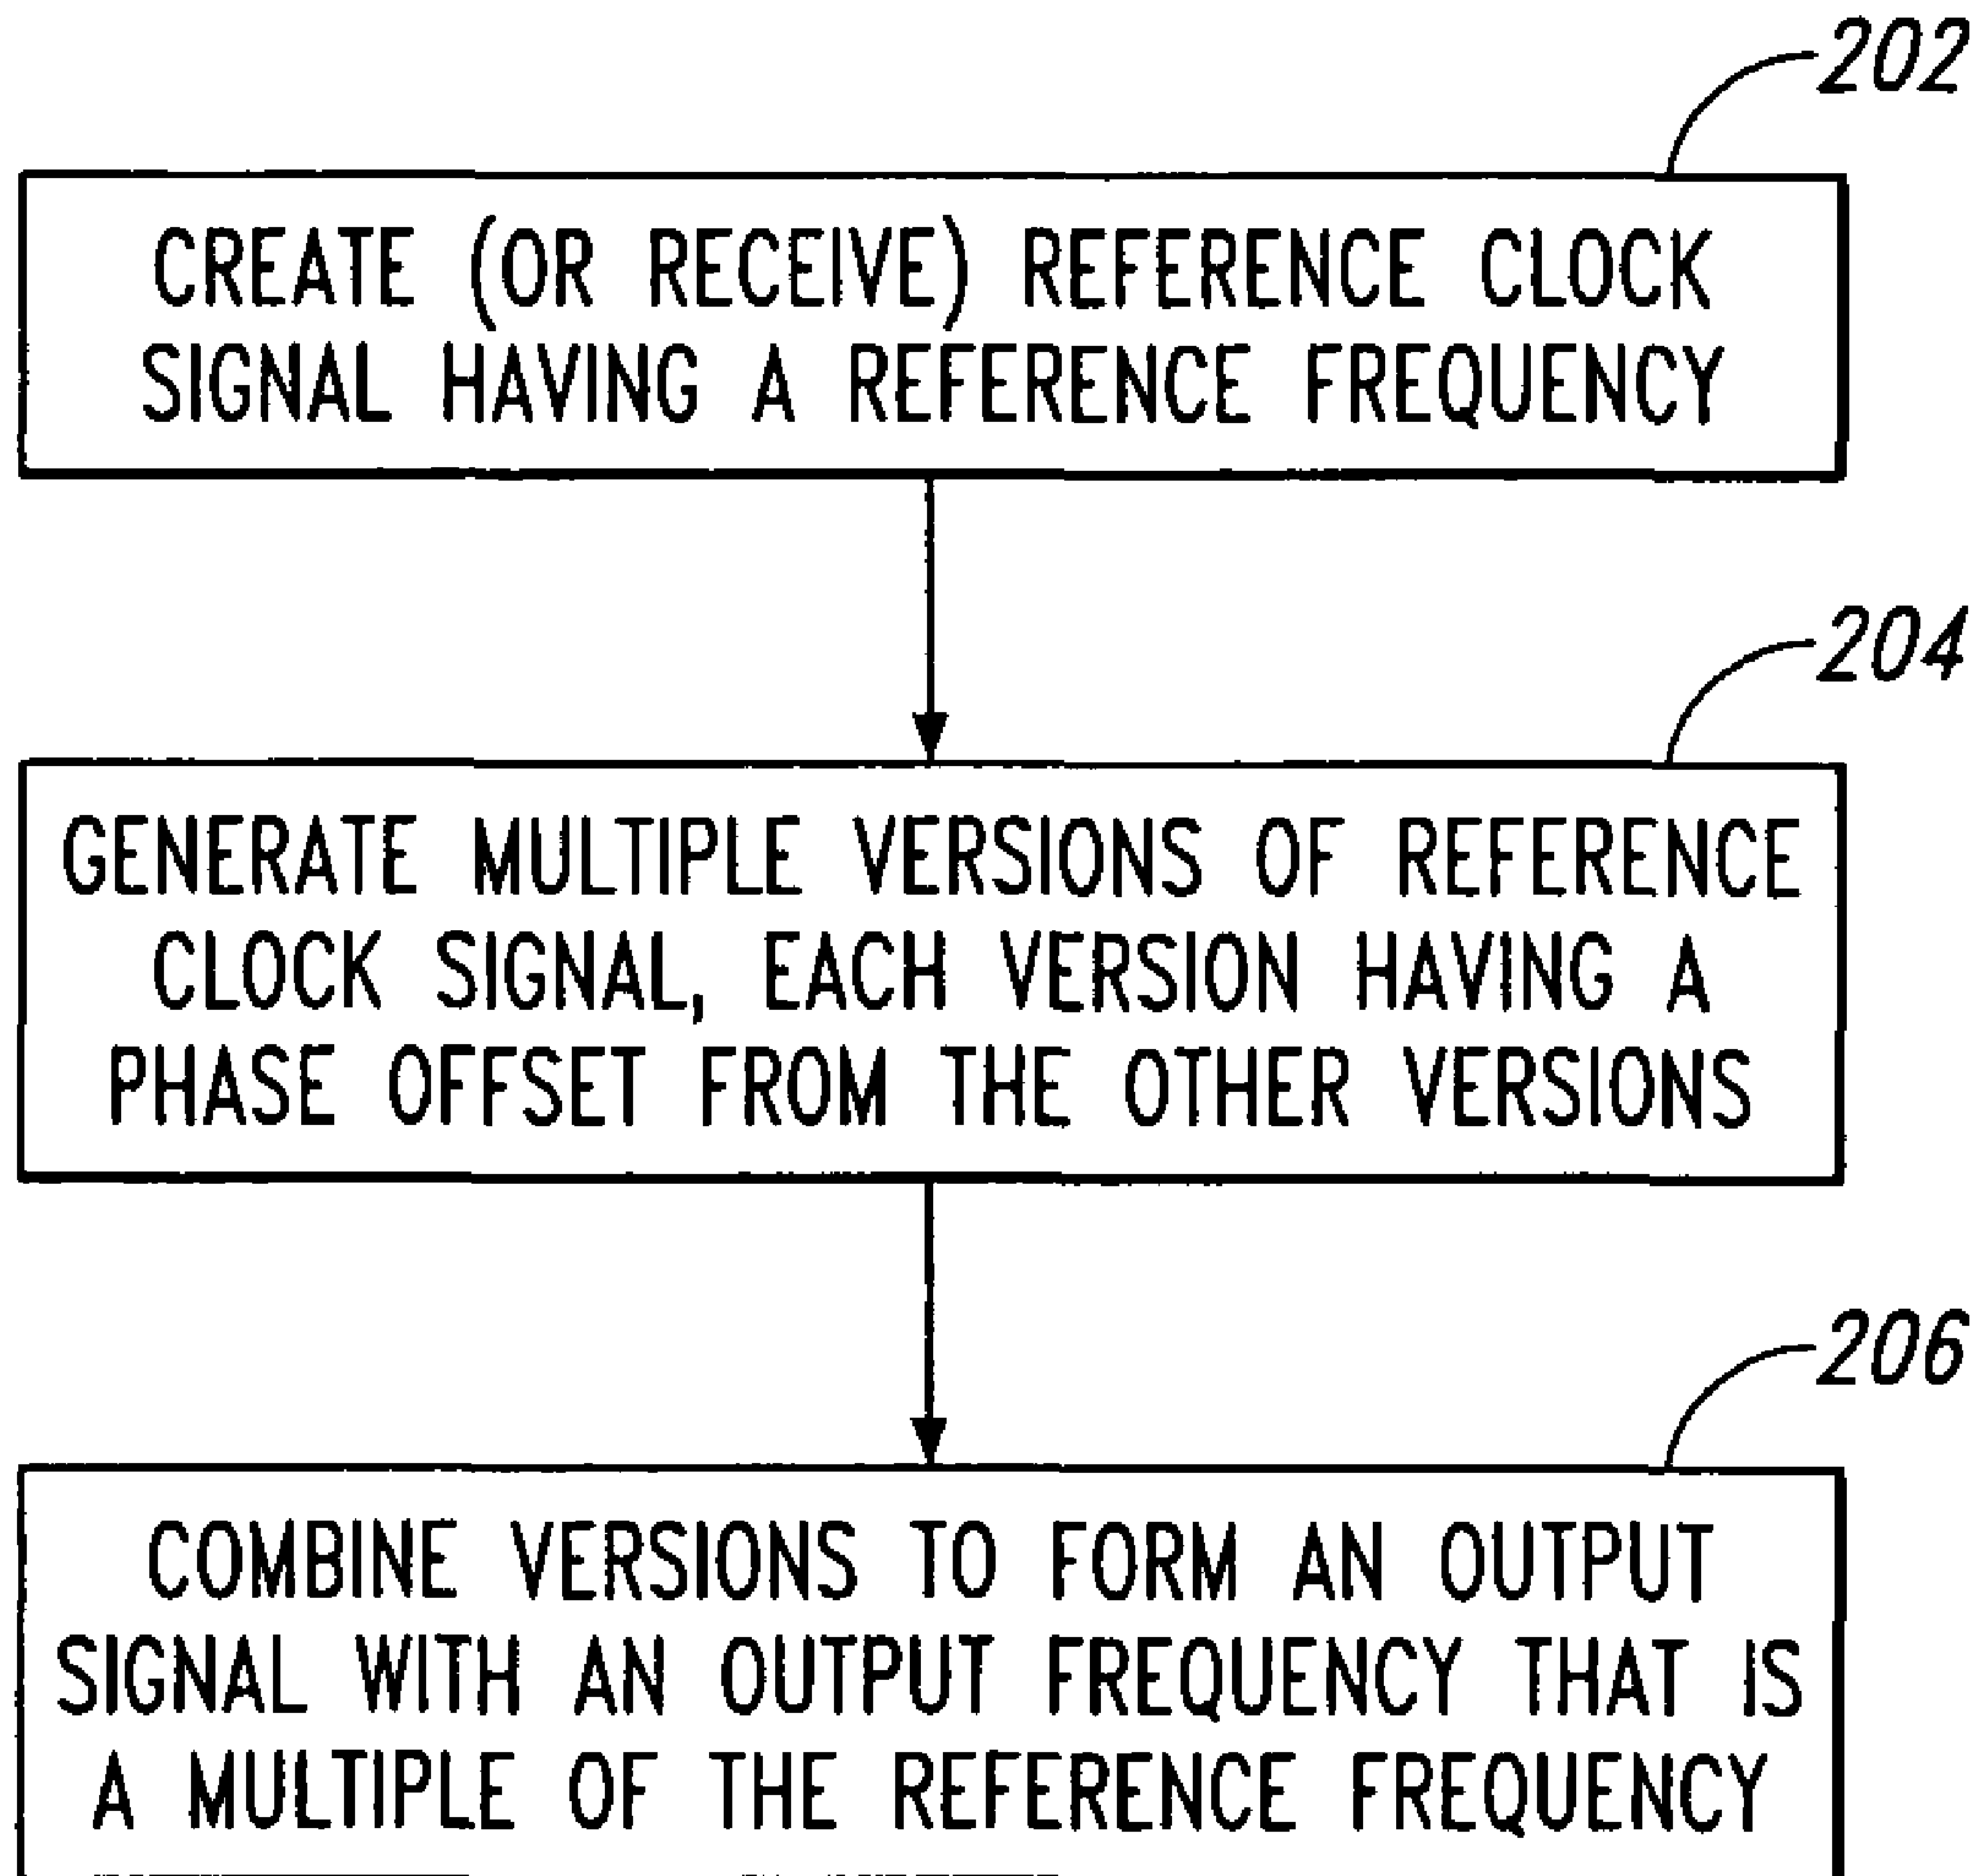 202
CREATE (OR RECEIVE) REFERENCE CLOCK
SIGNAL HAVING A REFERENCE FREQUENCY
204
GENERATE MULTIPLE VERSIONS OF REFERENCE
CLOCK SIGNAL, EACH VERSION HAVING A
PHASE OFFSET FROM THE OTHER VERSIONS
206
COMBINE VERSIONS TO FORM AN OUTPUT
SIGNAL WITH AN OUTPUT FREQUENCY THAT IS
A MULTIPLE OF THE REFERENCE FREQUENCY